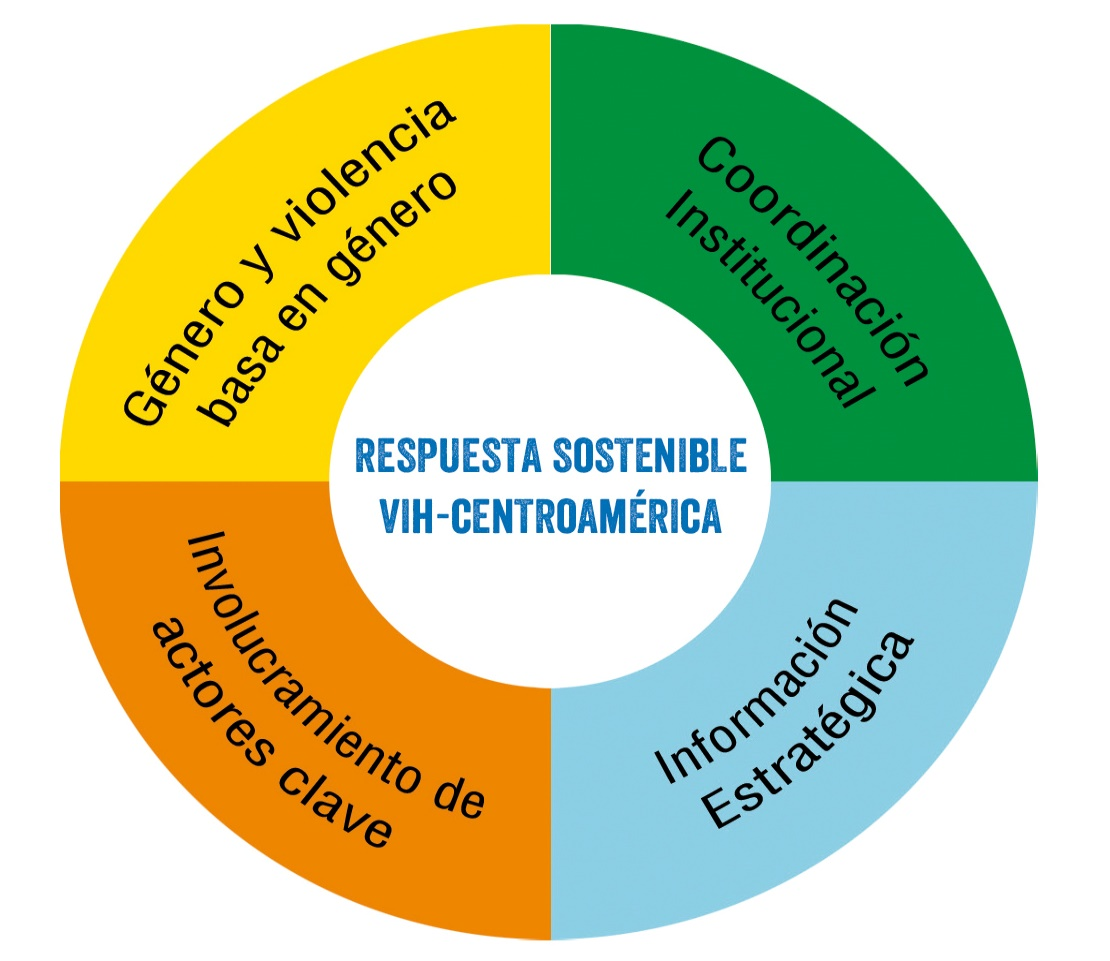 Género y violencia
basa en género
Coordinación
Institucional
RESPUESTA SOSTENIBLE
VIH-CENTROAMÉRICA
Involucramiento de
actores clave
Información
Estratégica